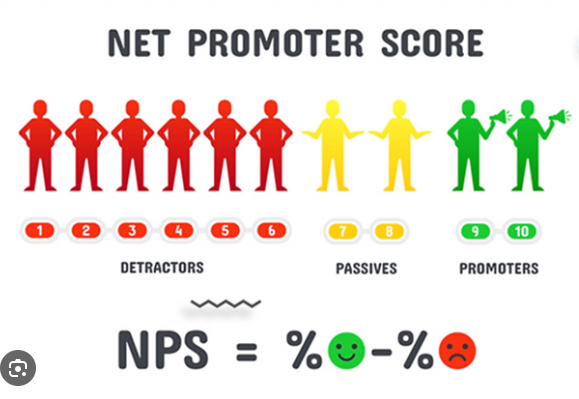 NET PROMOTER SCORE
1 2 3 4 5 6 7 8 9 10
DETRACTORS PASSIVES PROMOTERS
NPS = % - %